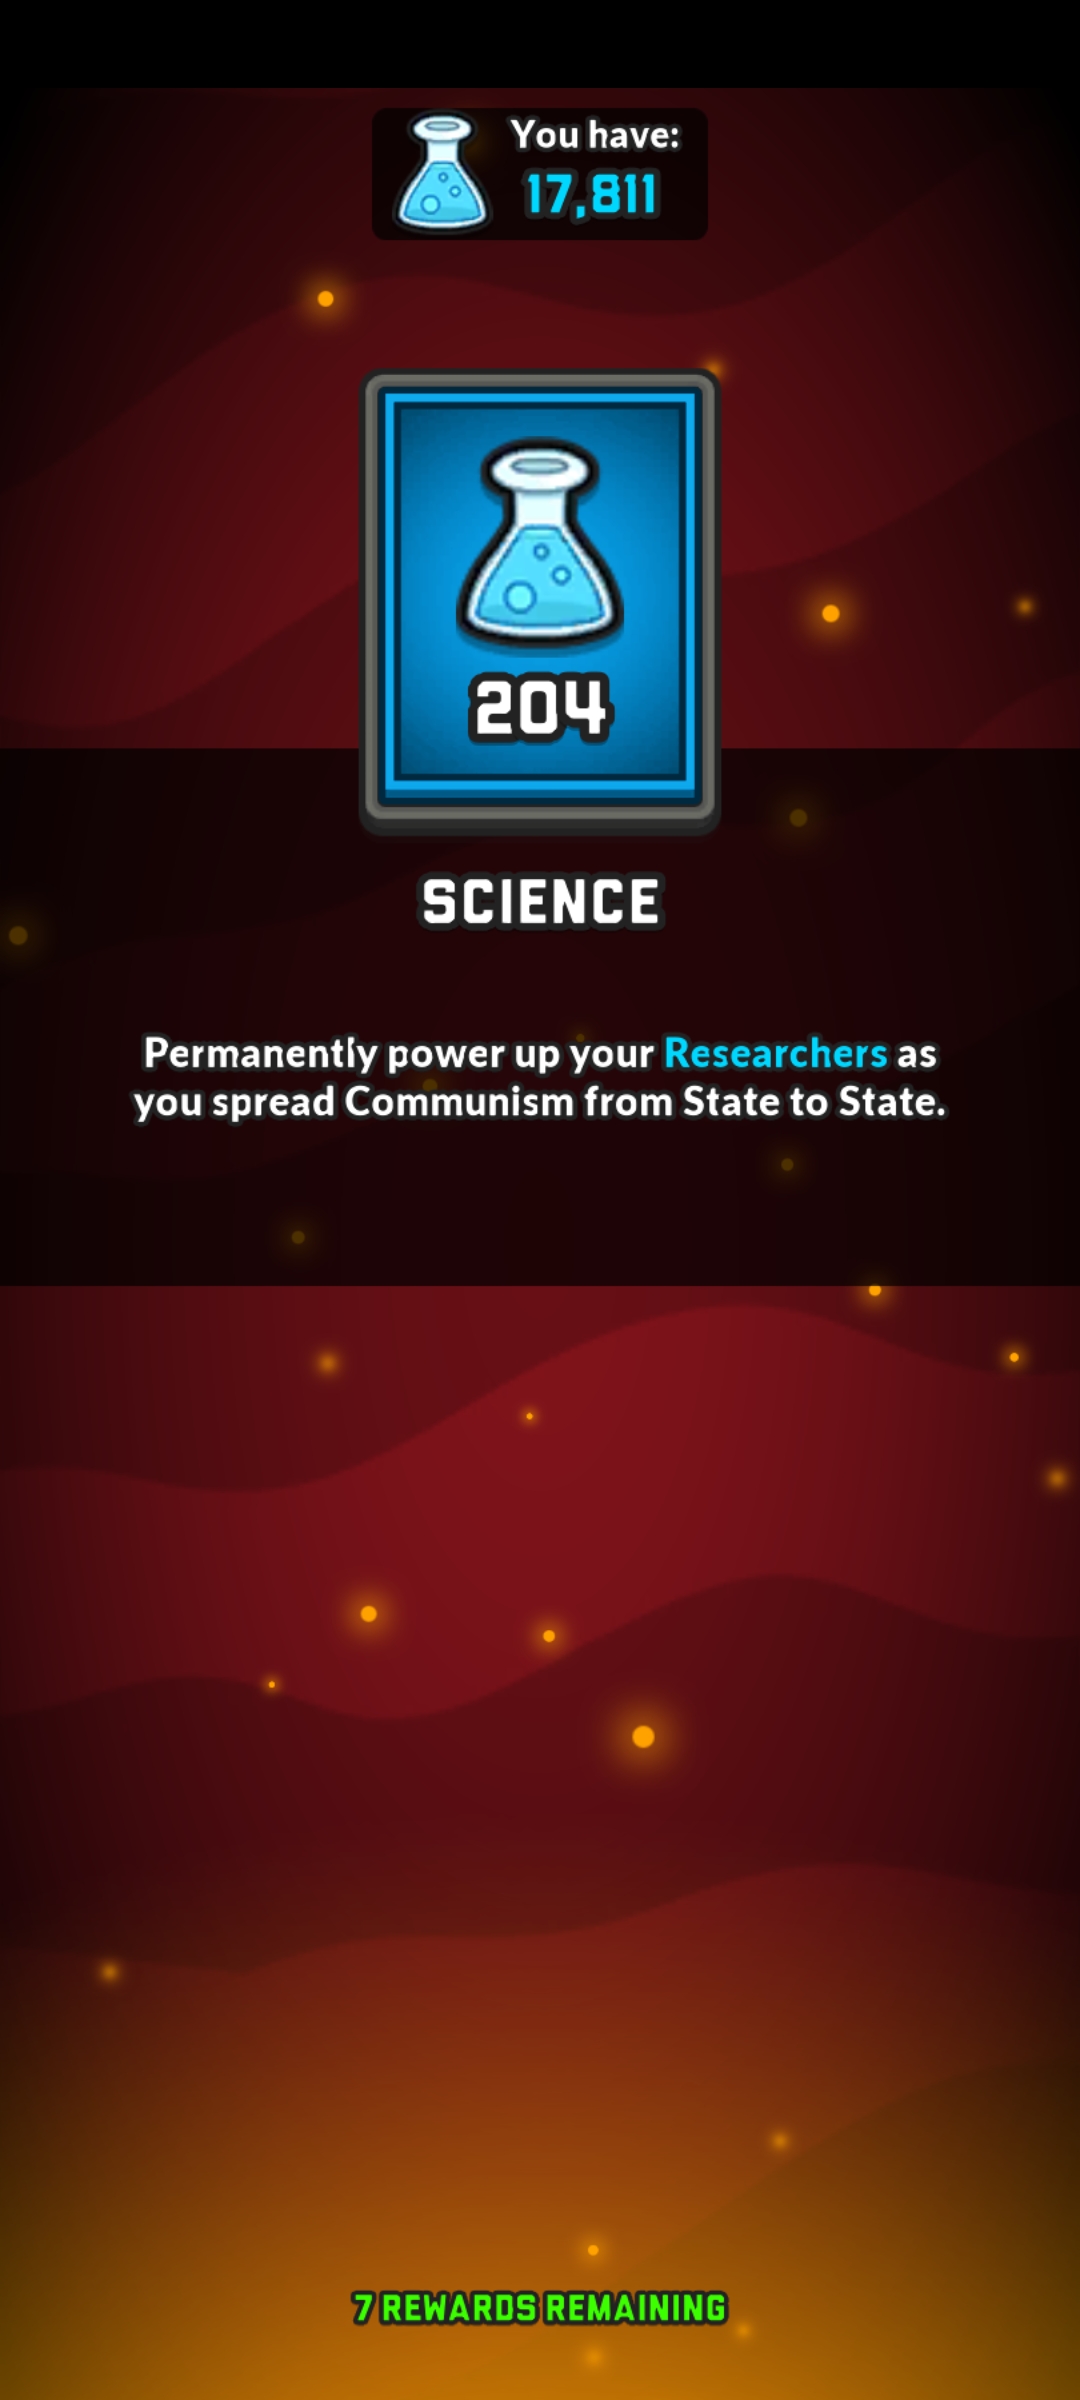 You have:
17,811
204
SCIENCE
Permanently power up your Researchers as
you spread Communism from State to State.
7 REWARDS REMAINING